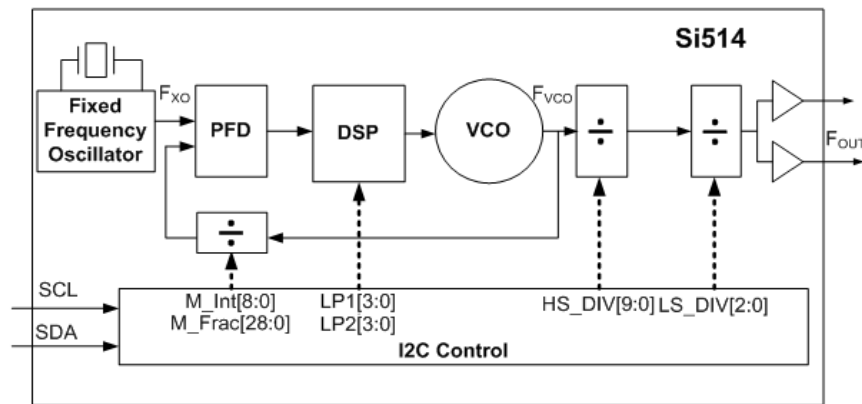 Si514
Fixed
Frequency
Oscillator
FXO
PFD
DSP
VCO
FVCO
÷
÷
FOUT
÷
SCL
SDA
M_Int[8:0]
M_Frac[28:0]
LP1[3:0]
LP2[3:0]
HS_DIV[9:0]
LS_DIV[2:0]
I2C Control